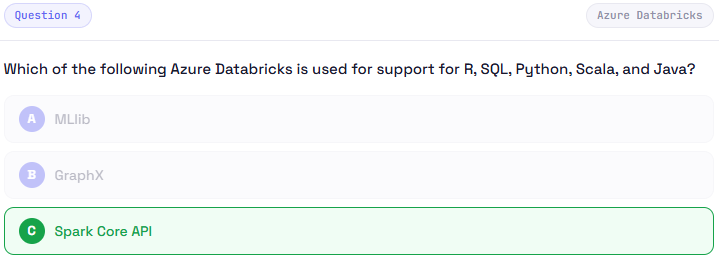 Question 4
Azure Databricks
Which of the following Azure Databricks is used for support for R, SQL, Python, Scala, and Java?
A MLlib
B GraphX
C Spark Core API